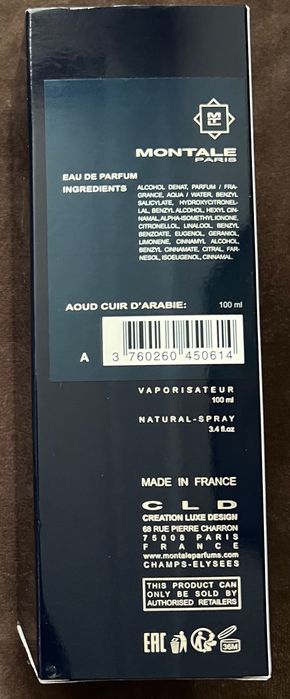 MONTALE
PARIS
EAU DE PARFUM
INGREDIENTS
ALCOHOL DENAT, PARFUM / FRA-
GRANCE, AQUA / WATER, BENZYL
SALICYLATE, HYDROXYCITRONEL-
LAL, BENZYL ALCOHOL, HEXYL CIN-
NAMAL, ALPHA-ISOMETHYL IONONE,
CITRONELLOL, LINALOOL, BENZYL
BENZOATE, EUGENOL, GERANIOL,
LIMONENE, CINNAMYL ALCOHOL,
BENZYL CINNAMATE, CITRAL, FAR-
NESOL, ISOEUGENOL, CINNAMAL.
AOUD CUIR D'ARABIE: 100 ml
A 3 760260 450614
VAPORISATEUR
100 ml
NATURAL-SPRAY
3.4 fl.oz
MADE IN FRANCE
CLD
CREATION LUXE DESIGN
68 RUE PIERRE CHARRON
75008 PARIS
FRANCE
www.montaleparfums.com
CHAMPS-ELYSEES
THIS PRODUCT CAN
ONLY BE SOLD BY
AUTHORISED RETAILERS
EAC 36M